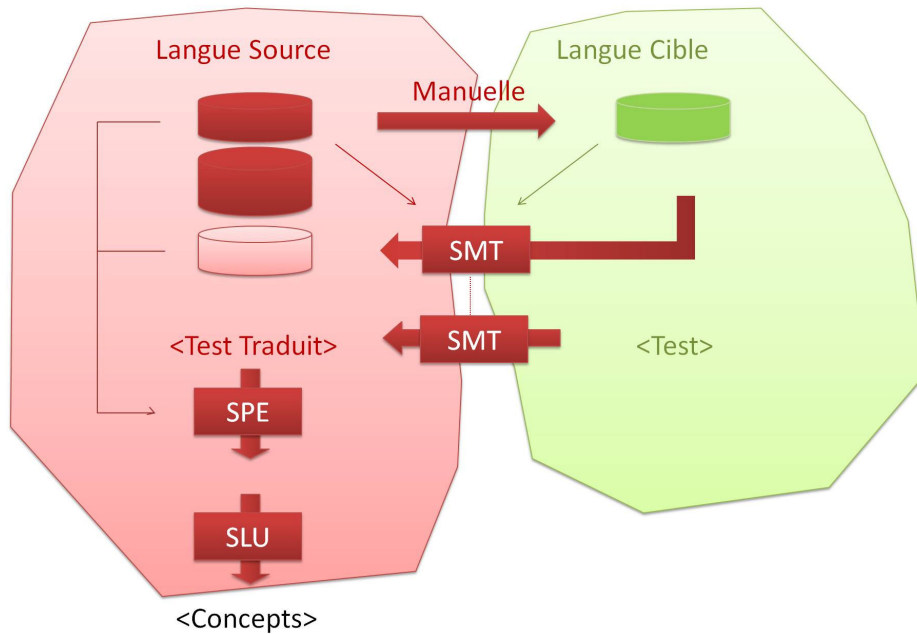 Langue Source
Langue Cible
Manuelle
SMT
SMT
<Test Traduit>
<Test>
SPE
SLU
<Concepts>